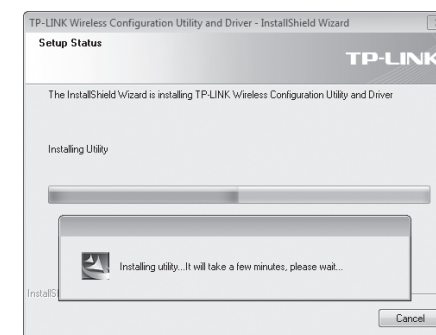 TP-LINK Wireless Configuration Utility and Driver - InstallShield Wizard
Setup Status
TP-LINK
The InstallShield Wizard is installing TP-LINK Wireless Configuration Utility and Driver
Installing Utility
Installing utility...It will take a few minutes, please wait...
InstallS
Cancel